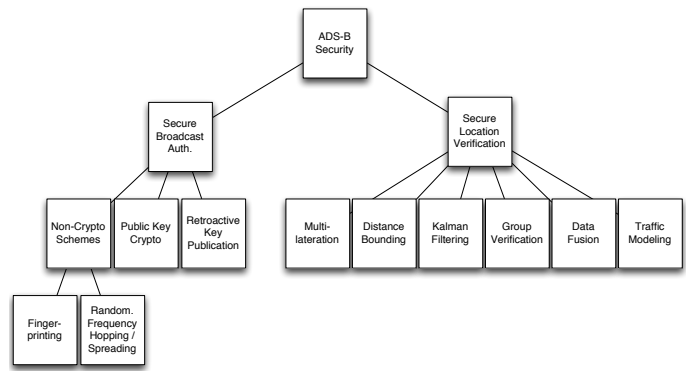 ADS-B
Security
Secure
Broadcast
Auth.
Secure
Location
Verification
Non-Crypto
Schemes
Public Key
Crypto
Retroactive
Key
Publication
Multi-
lateration
Distance
Bounding
Kalman
Filtering
Group
Verification
Data
Fusion
Traffic
Modeling
Finger-
printing
Random.
Frequency
Hopping /
Spreading